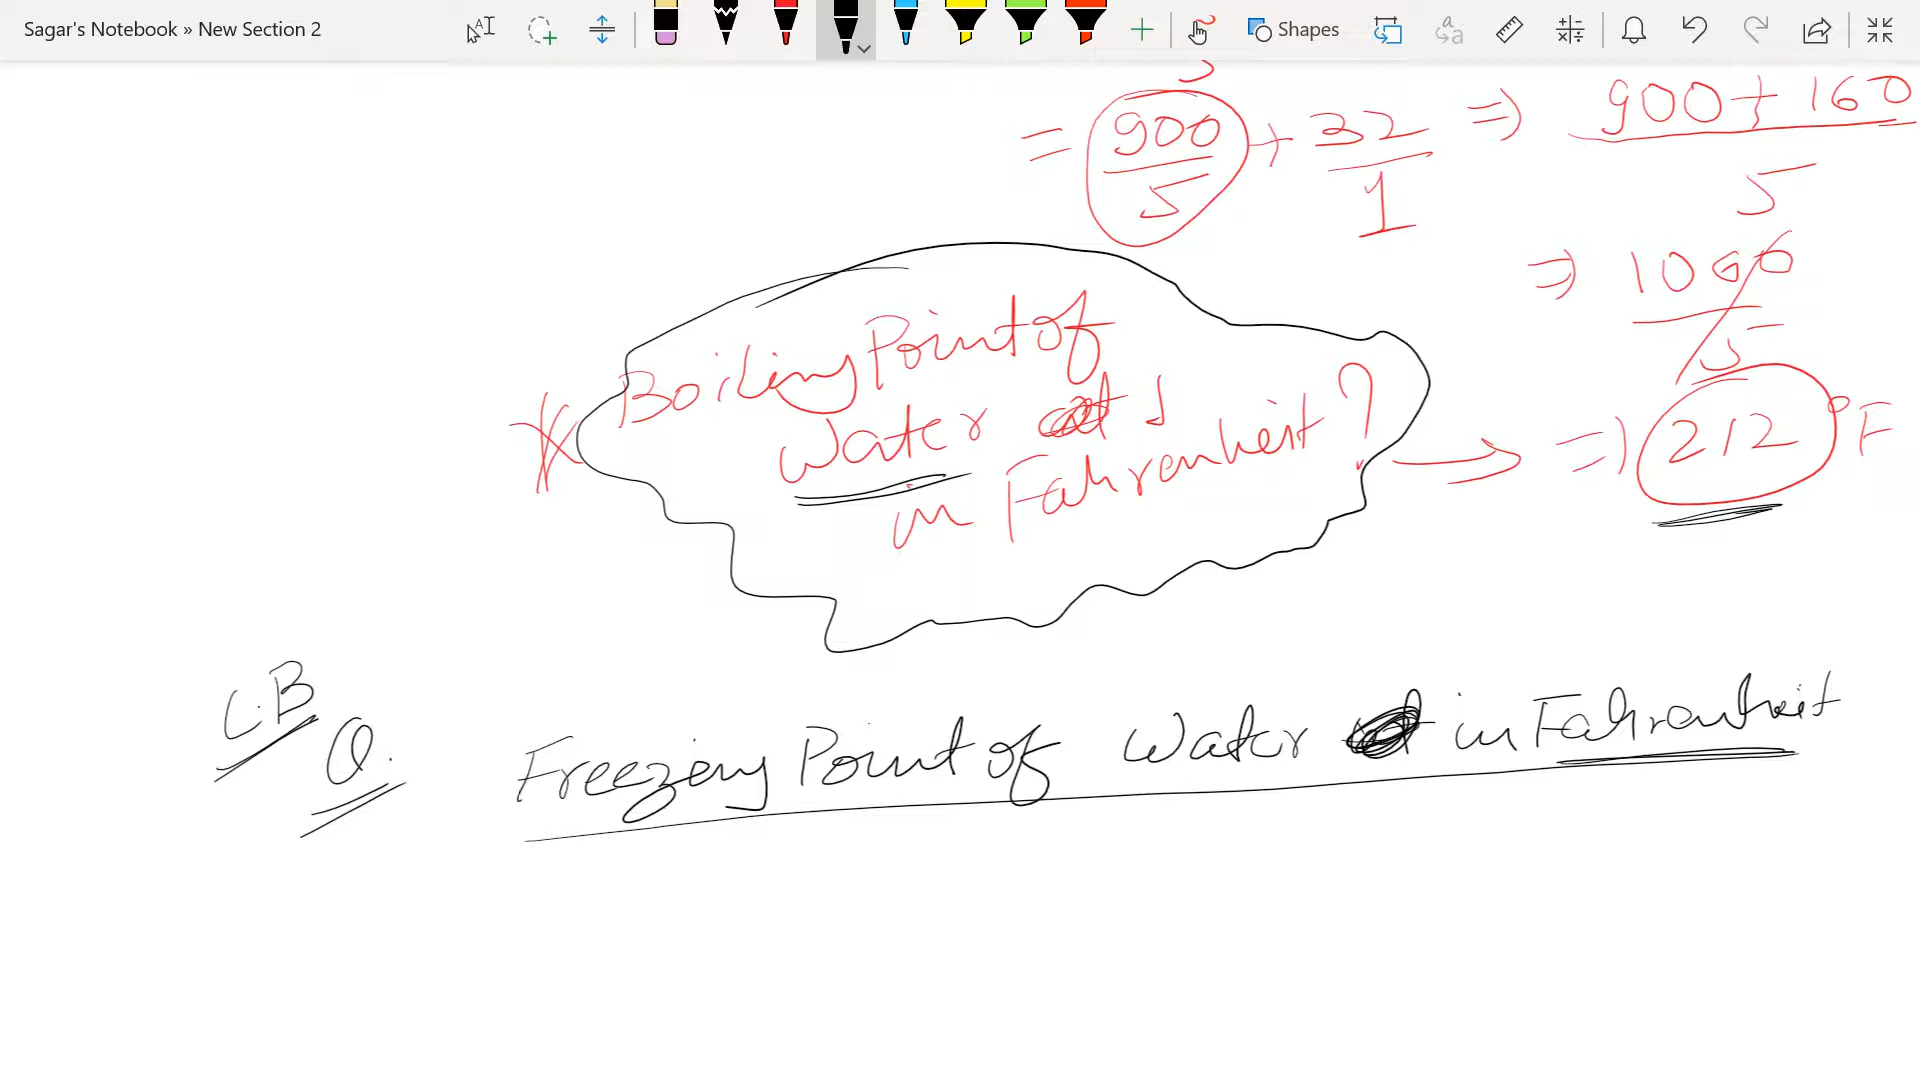 Sagar's Notebook » New Section 2
Shapes
= 900/5 + 32/1 => 900 + 160 / 5
=> 1060/5
=> 212° F
Boiling Point of
Water
in Fahrenheit?
C.B
Q.
Freezing Point of Water in Fahrenheit